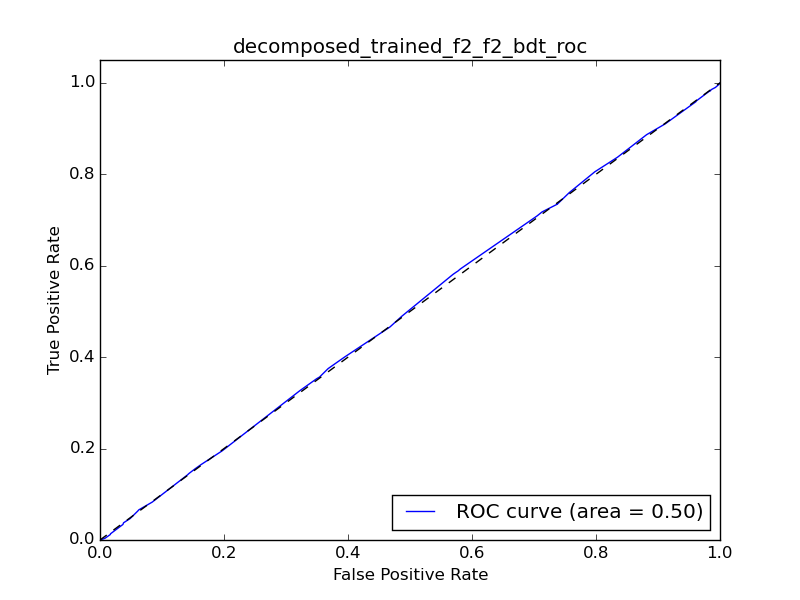 decomposed_trained_f2_f2_bdt_roc
1.0
0.8
0.6
0.4
0.2
0.0
True Positive Rate
ROC curve (area = 0.50)
0.0 0.2 0.4 0.6 0.8 1.0
False Positive Rate